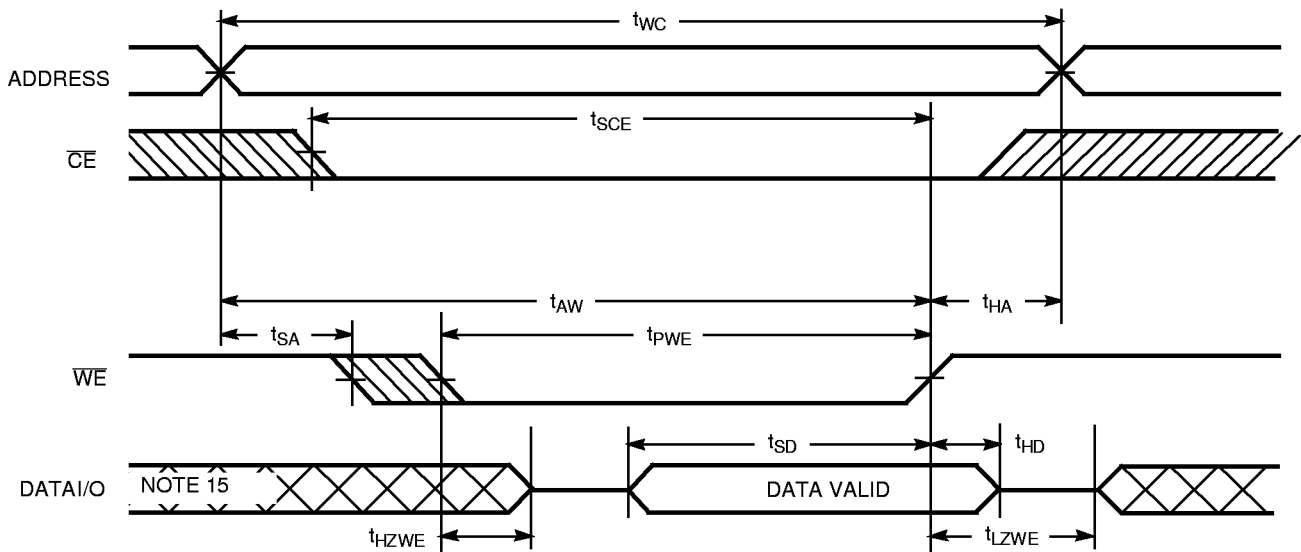 tWC
ADDRESS
tSCE
CE
tAW
tHA
tSA
tPWE
WE
tSD
tHD
DATAI/O
NOTE 15
DATA VALID
tHZWE
tLZWE